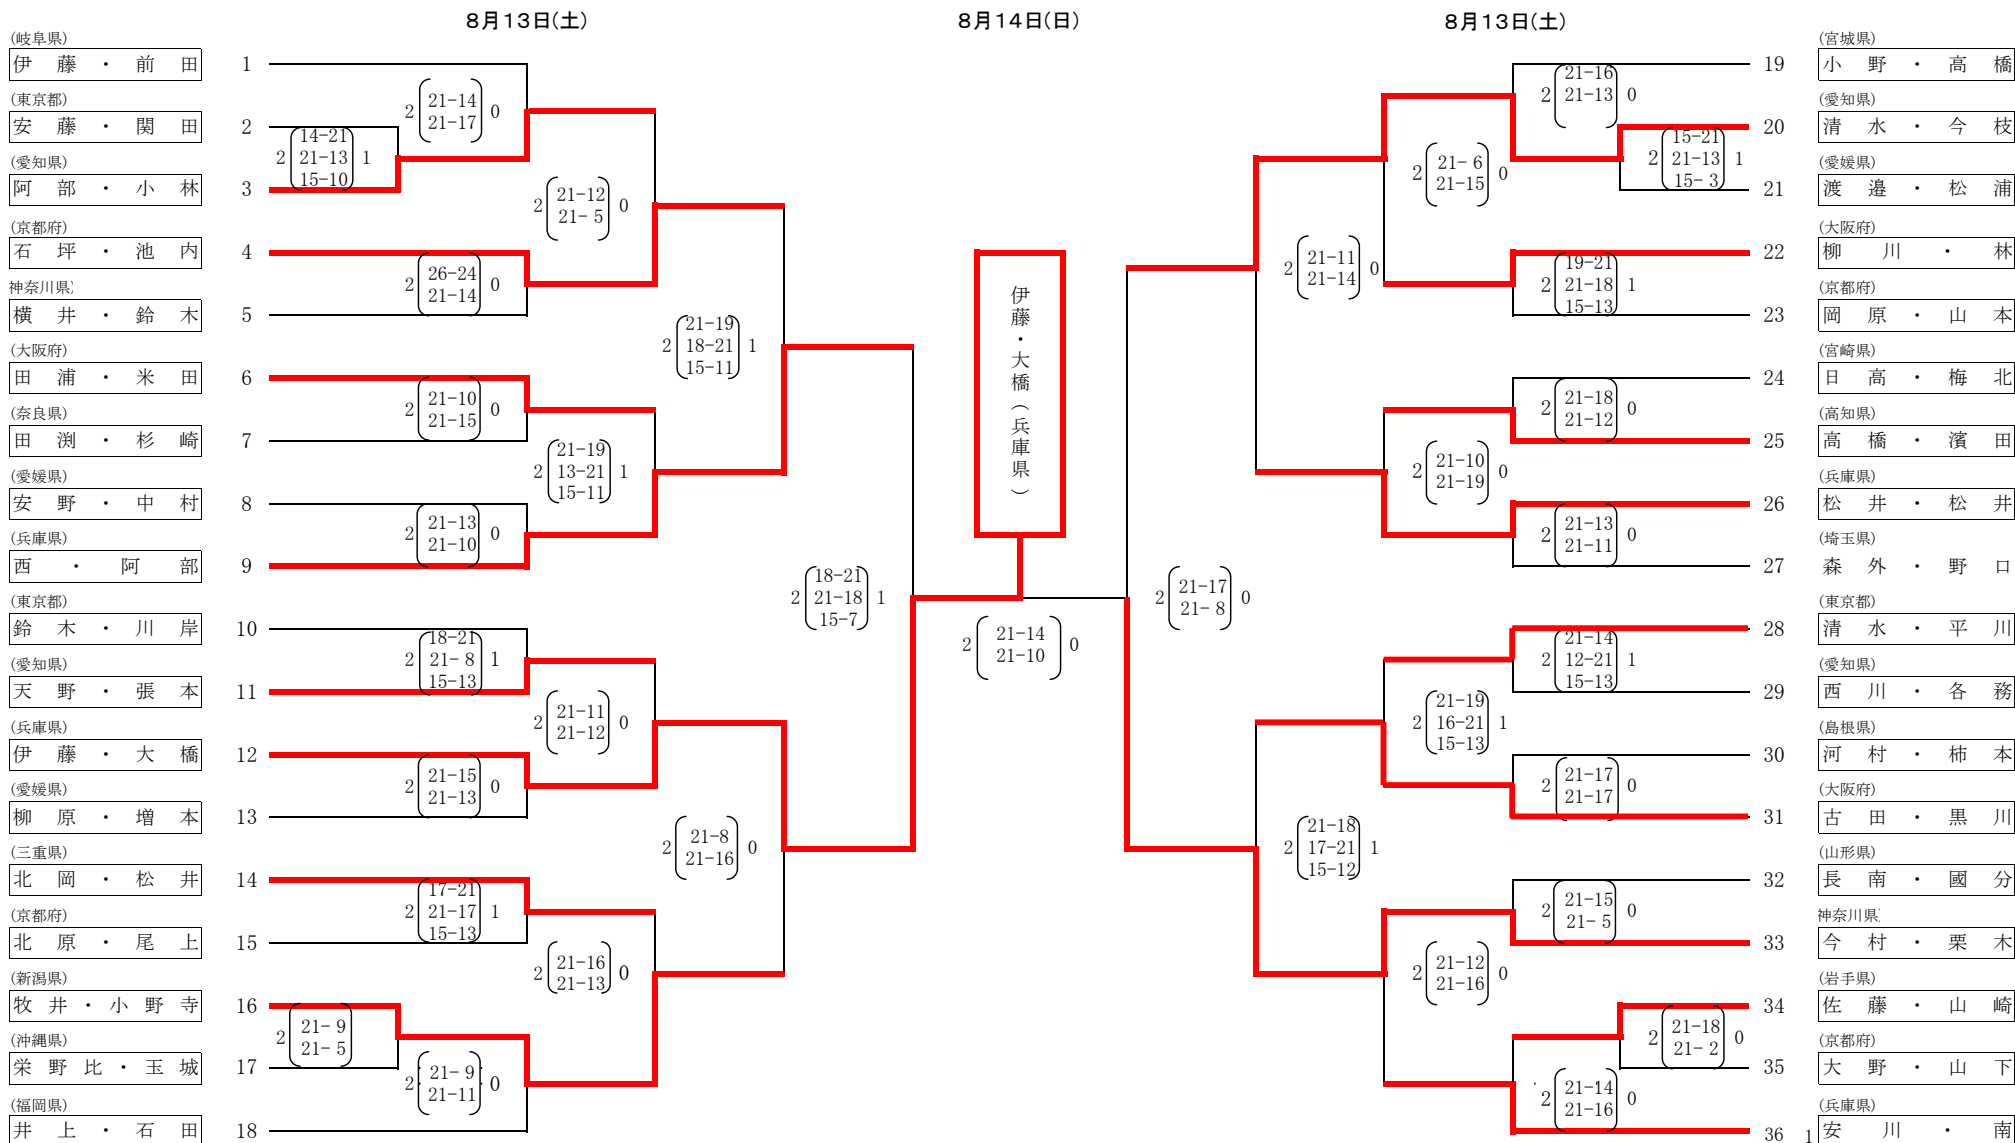 8月13日(土)
8月14日(日)
8月13日(土)
(岐阜県)
伊藤・前田 1
(東京都)
安藤・関田 2
(愛知県)
阿部・小林 3
(京都府)
石坪・池内 4
神奈川県)
横井・鈴木 5
(大阪府)
田浦・米田 6
(奈良県)
田渕・杉崎 7
(愛媛県)
安野・中村 8
(兵庫県)
西・阿部 9
(東京都)
鈴木・川岸 10
(愛知県)
天野・張本 11
(兵庫県)
伊藤・大橋 12
(愛媛県)
柳原・増本 13
(三重県)
北岡・松井 14
(京都府)
北原・尾上 15
(新潟県)
牧井・小野寺 16
(沖縄県)
栄野比・玉城 17
(福岡県)
井上・石田 18
2 14-21 1
21-13
15-10
2 21-9
21-5
2 21-14 0
21-17
2 26-24 0
21-14
2 21-10 0
21-15
2 21-13 0
21-10
2 18-21 1
21-8
15-13
2 21-15 0
21-13
2 17-21 1
21-17
15-13
2 21-9 0
21-11
2 21-12 0
21-5
2 21-19 1
13-21
15-11
2 21-11 0
21-12
2 21-16 0
21-13
2 21-19 1
18-21
15-11
2 21-8 0
21-16
2 18-21 1
21-18
15-7
伊藤・大橋(兵庫県)
2 21-14 0
21-10
2 21-17 0
21-8
2 21-11 0
21-14
2 21-18 1
17-21
15-12
2 21-6 0
21-15
2 21-10 0
21-19
2 21-19 1
16-21
15-13
2 21-12 0
21-16
2 21-16 0
21-13
2 19-21 1
21-18
15-13
2 21-18 0
21-12
2 21-13 0
21-11
2 21-14 1
12-21
15-13
2 21-17 0
21-17
2 21-15 0
21-5
2 21-14 0
21-16
2 15-21 1
21-13
15-3
2 21-18 0
21-2
(宮城県)
19 小野・高橋
(愛知県)
20 清水・今枝
(愛媛県)
21 渡邉・松浦
(大阪府)
22 柳川・林
(京都府)
23 岡原・山本
(宮崎県)
24 日高・梅北
(高知県)
25 高橋・濱田
(兵庫県)
26 松井・松井
(埼玉県)
27 森外・野口
(東京都)
28 清水・平川
(愛知県)
29 西川・各務
(島根県)
30 河村・柿本
(大阪府)
31 古田・黒川
(山形県)
32 長南・國分
神奈川県)
33 今村・栗木
(岩手県)
34 佐藤・山崎
(京都府)
35 大野・山下
(兵庫県)
36 1 安川・南